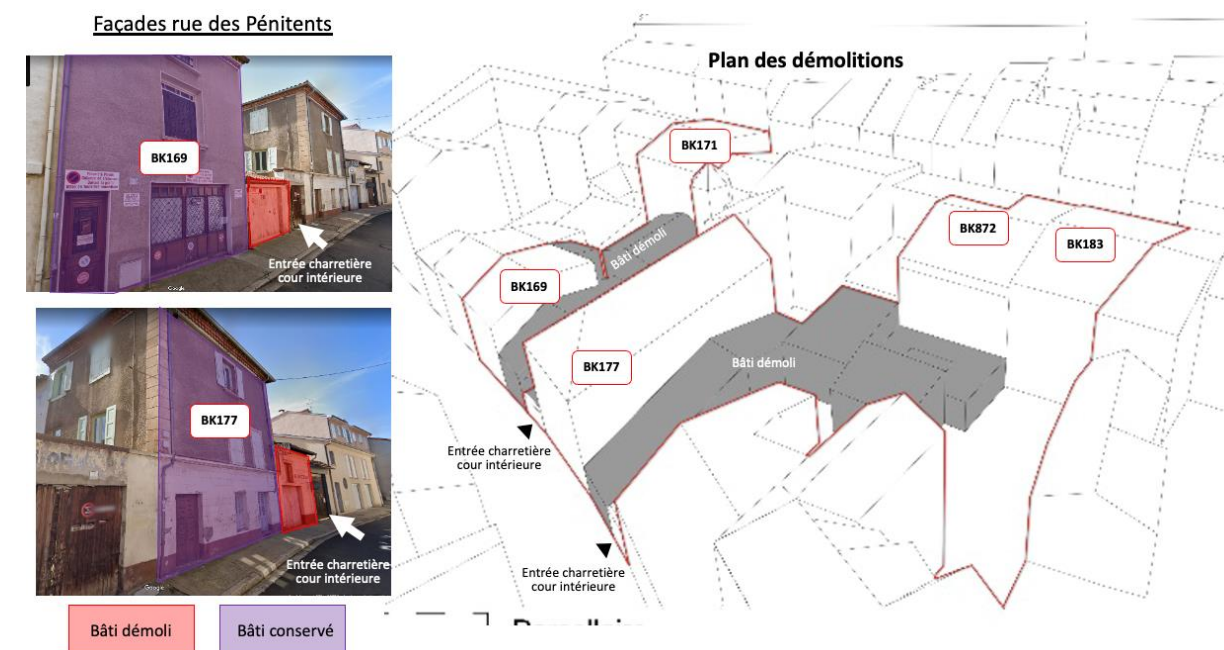 Façades rue des Pénitents
BK169
Entrée charretière
cour intérieure
Google
BK177
Entrée charretière
cour intérieure
Google
Bâti démoli
Bâti conservé
Plan des démolitions
BK171
BK872
BK183
Bâti démoli
BK169
BK177
Bâti démoli
Entrée charretière
cour intérieure
Entrée charretière
cour intérieure